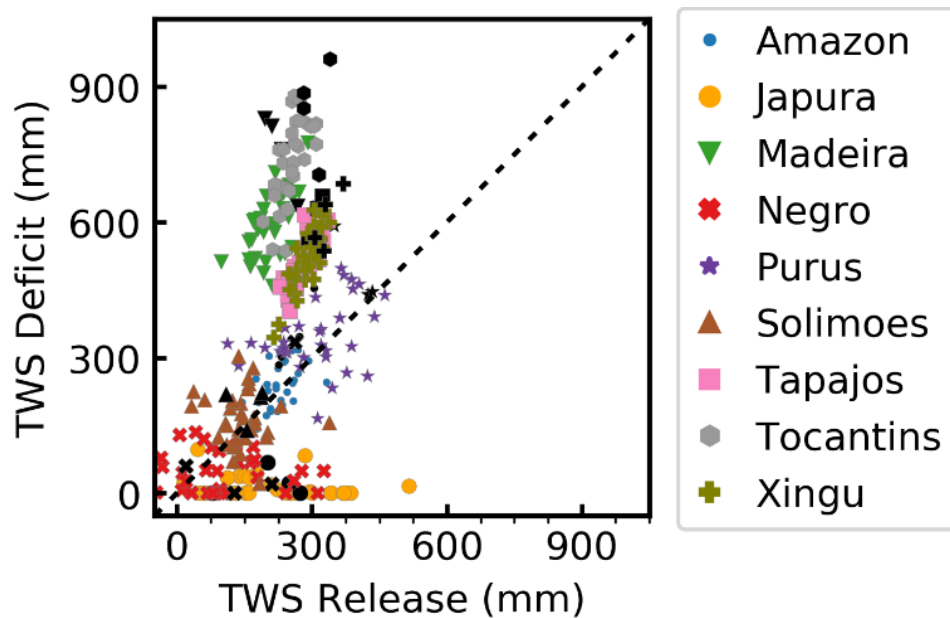 TWS Deficit (mm)
900
600
300
0
0 300 600 900
TWS Release (mm)
Amazon
Japura
Madeira
Negro
Purus
Solimoes
Tapajos
Tocantins
Xingu